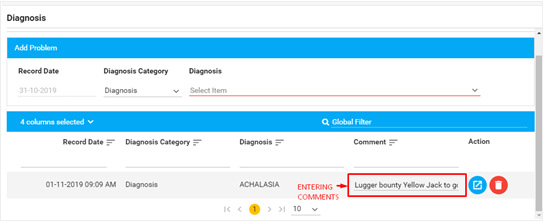 Diagnosis
Add Problem
Record Date Diagnosis Category Diagnosis
31-10-2019 Diagnosis Select Item
4 columns selected Global Filter
Record Date Diagnosis Category Diagnosis Comment Action
01-11-2019 09:09 AM Diagnosis ACHALASIA ENTERING COMMENTS Lugger bounty Yellow Jack to go
1 10